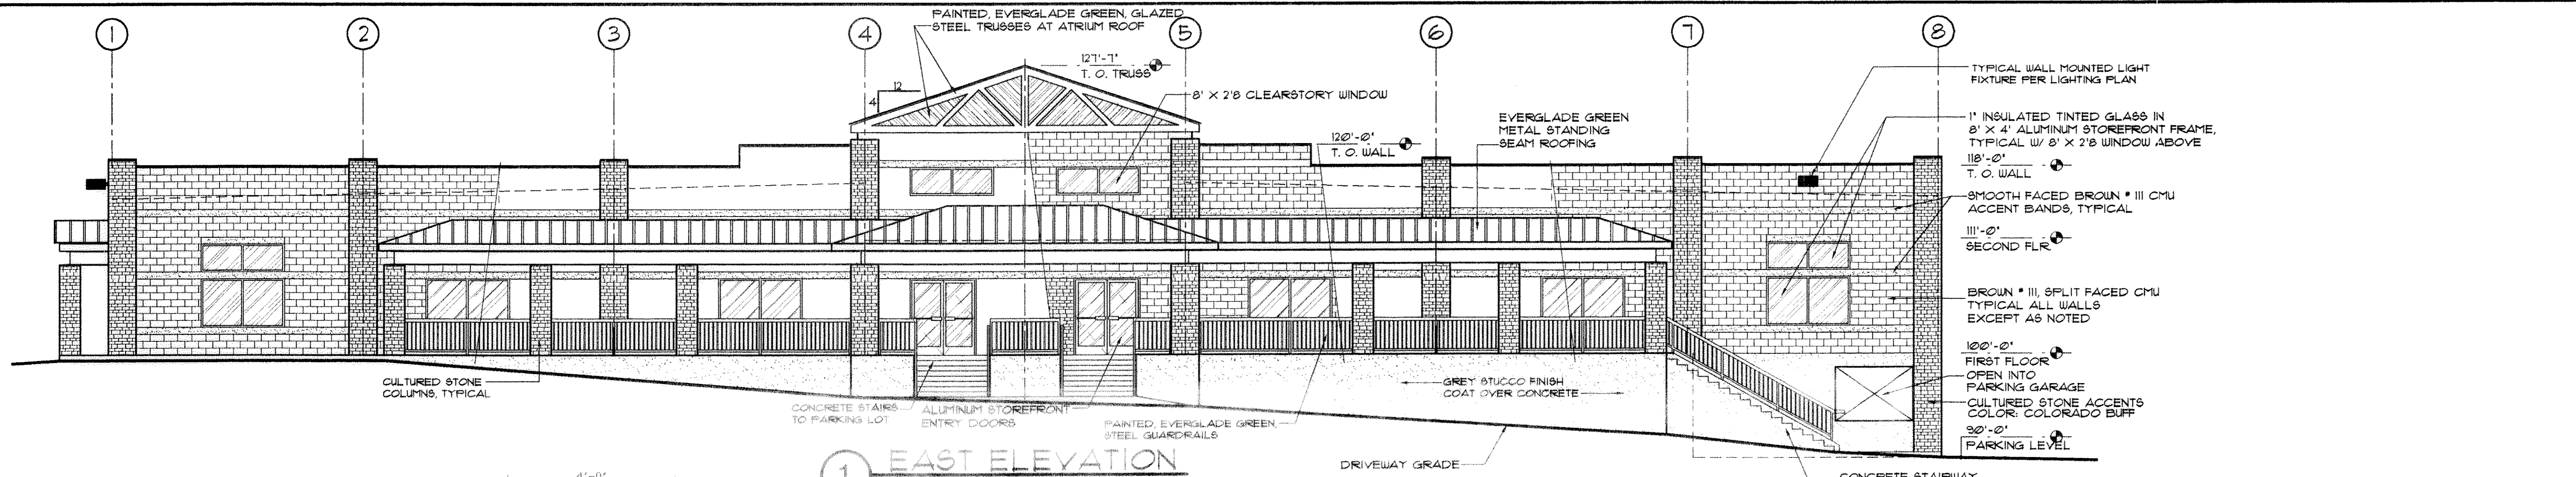 1
2
3
4
5
6
7
8
PAINTED, EVERGLADE GREEN, GLAZED
STEEL TRUSSES AT ATRIUM ROOF
127'-7"
T. O. TRUSS
12
4
8' X 2'8 CLEARSTORY WINDOW
EVERGLADE GREEN
METAL STANDING
SEAM ROOFING
120'-0"
T. O. WALL
TYPICAL WALL MOUNTED LIGHT
FIXTURE PER LIGHTING PLAN
1" INSULATED TINTED GLASS IN
8' X 4' ALUMINUM STOREFRONT FRAME,
TYPICAL W/ 8' X 2'8 WINDOW ABOVE
118'-0"
T. O. WALL
SMOOTH FACED BROWN # 111 CMU
ACCENT BANDS, TYPICAL
111'-0"
SECOND FLR
BROWN # 111, SPLIT FACED CMU
TYPICAL ALL WALLS
EXCEPT AS NOTED
100'-0"
FIRST FLOOR
OPEN INTO
PARKING GARAGE
CULTURED STONE ACCENTS
COLOR: COLORADO BUFF
90'-0"
PARKING LEVEL
CULTURED STONE
COLUMNS, TYPICAL
CONCRETE STAIRS
TO PARKING LOT
ALUMINUM STOREFRONT
ENTRY DOORS
PAINTED, EVERGLADE GREEN,
STEEL GUARDRAILS
GREY STUCCO FINISH
COAT OVER CONCRETE
DRIVEWAY GRADE
CONCRETE STAIRWAY
1
EAST ELEVATION
4'-0"